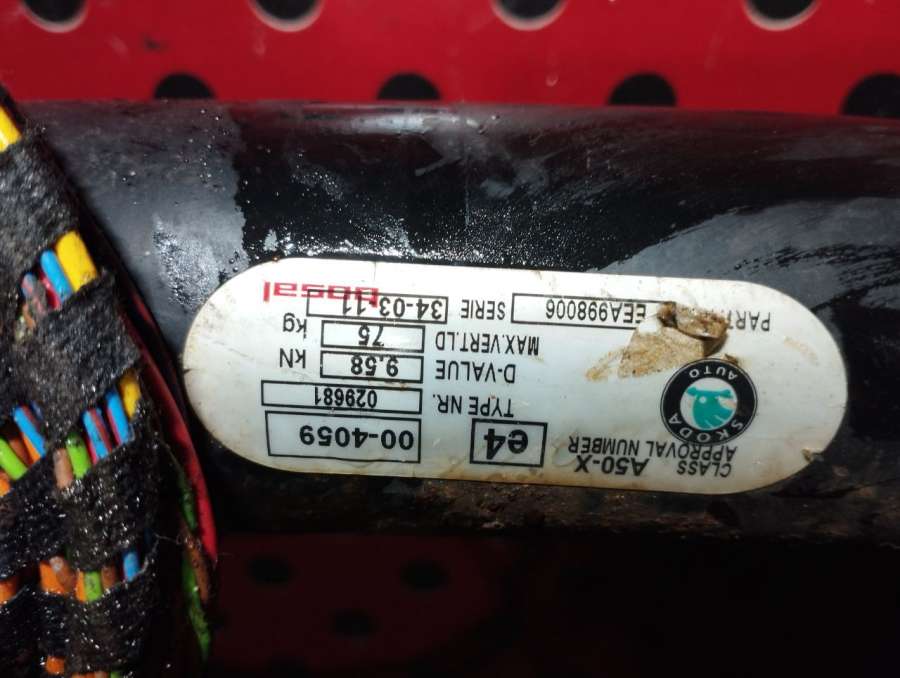 CLASS A50-X
APPROVAL NUMBER e4 00-4059
TYPE NR. 029681
D-VALUE 9,58 kN
MAX.VERT.LD 75 kg
PART. EEA998006 SERIE 34-03-11
bosal
SKODA
AUTO